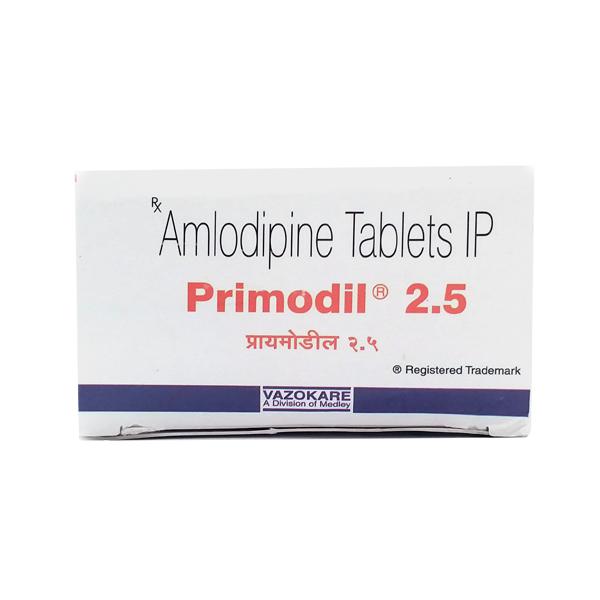 Rx Amlodipine Tablets IP
Primodil® 2.5
प्रायमोडील २.५
® Registered Trademark
VAZOKARE
A Division of Medley